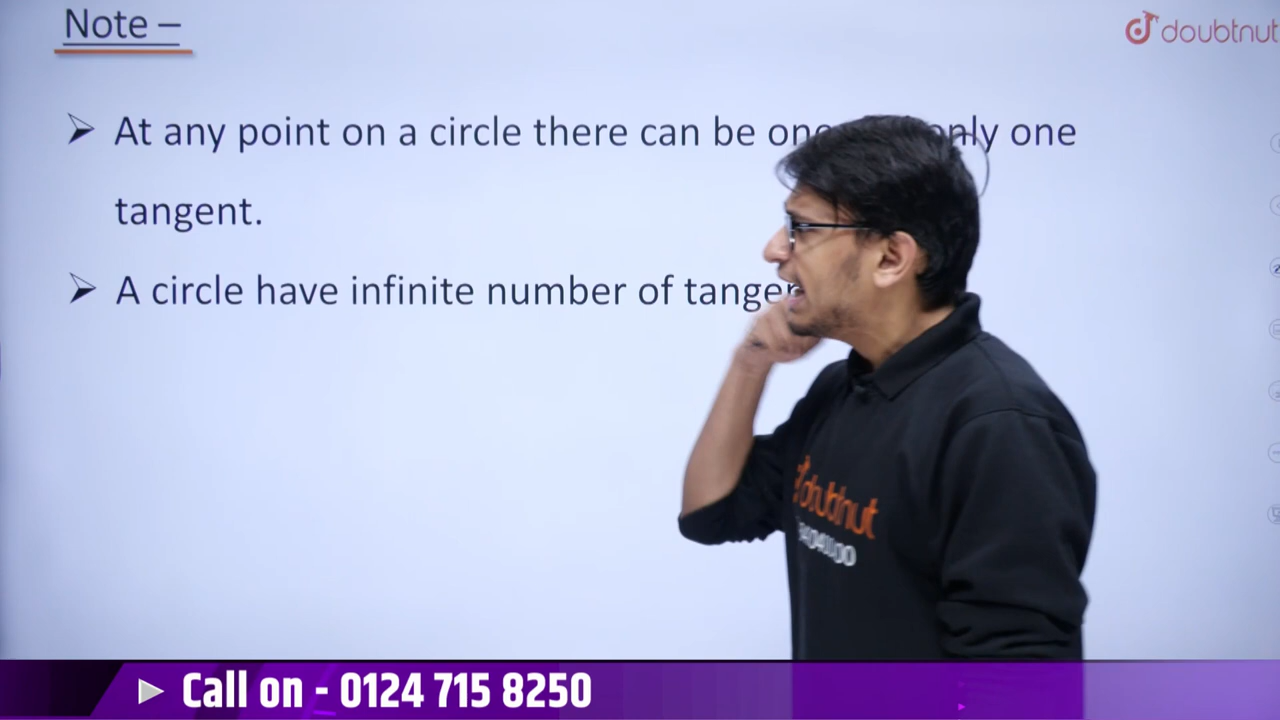 Note –
doubtnut
➤ At any point on a circle there can be one only one
tangent.
➤ A circle have infinite number of
doubtnut
Call on - 0124 715 8250